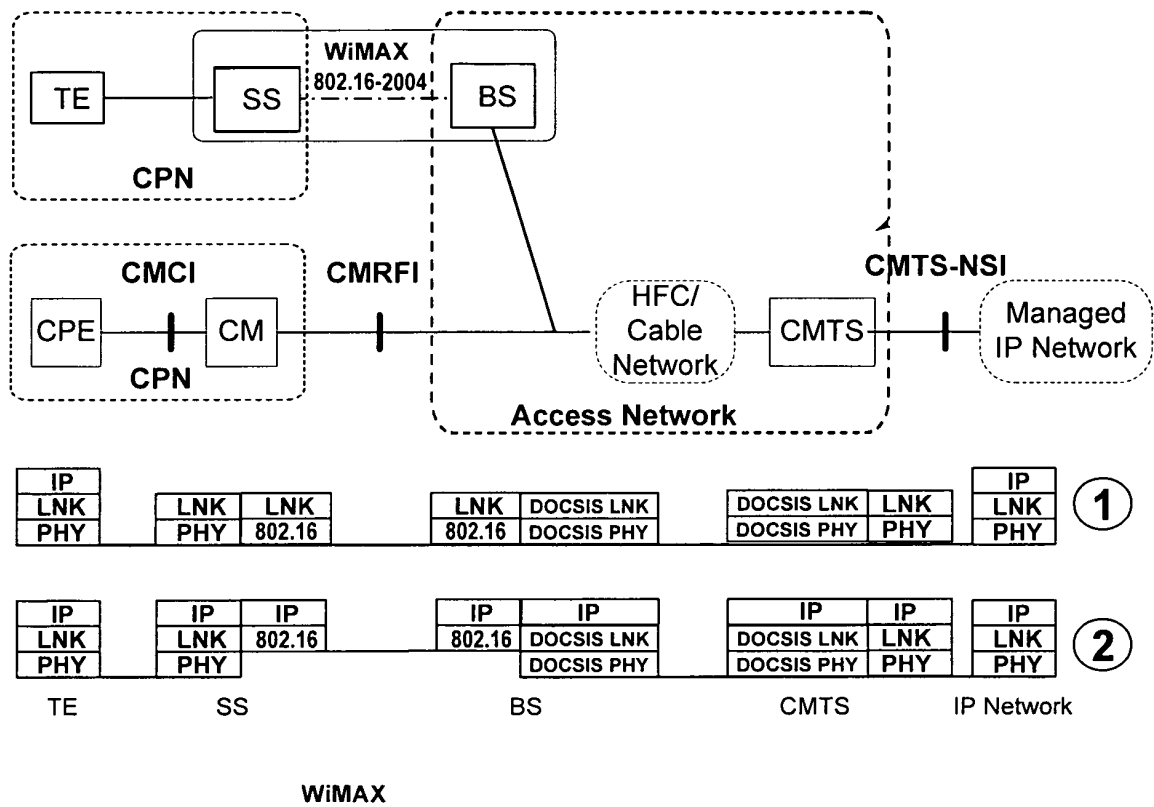 WiMAX
802.16-2004
TE
SS
BS
CPN
CMCI
CMRFI
CMTS-NSI
CPE
CM
HFC/
Cable
Network
CMTS
Managed
IP Network
CPN
Access Network
IP
IP
LNK
LNK
LNK
LNK
DOCSIS LNK
DOCSIS LNK
LNK
LNK
1
PHY
PHY
802.16
802.16
DOCSIS PHY
DOCSIS PHY
PHY
PHY
IP
IP
IP
IP
IP
IP
IP
IP
LNK
LNK
802.16
802.16
DOCSIS LNK
DOCSIS LNK
LNK
LNK
2
PHY
PHY
DOCSIS PHY
DOCSIS PHY
PHY
PHY
TE
SS
BS
CMTS
IP Network
WiMAX